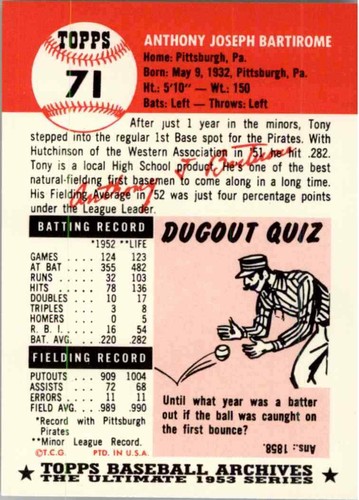 TOPPS
71
ANTHONY JOSEPH BARTIROME
Home: Pittsburgh, Pa.
Born: May 9, 1932, Pittsburgh, Pa.
Ht.: 5'10" — Wt.: 150
Bats: Left — Throws: Left
After just 1 year in the minors, Tony
stepped into the regular 1st Base spot for the Pirates. With
Hutchinson of the Western Association in '51 he hit .282.
Tony is a local High School product. He's one of the best
natural-fielding first basemen to come along in a long time.
His Fielding Average in '52 was just four percentage points
under the League Leader.
Anthony J Bartirome
BATTING RECORD
*1952 **LIFE
GAMES 124 123
AT BAT 355 482
RUNS 32 103
HITS 78 136
DOUBLES 10 17
TRIPLES 3 8
HOMERS 0 5
R. B. I. 16 54
BAT. AVG. .220 .282
FIELDING RECORD
PUTOUTS 909 1004
ASSISTS 72 68
ERRORS 11 11
FIELD AVG. .989 .990
*Record with Pittsburgh
Pirates
**Minor League Record.
©T.C.G. PTD. IN U.S.A.
DUGOUT QUIZ
Until what year was a batter
out if the ball was caunght on
the first bounce?
Ans.: 1858.
★ TOPPS BASEBALL ARCHIVES ★
THE ULTIMATE 1953 SERIES